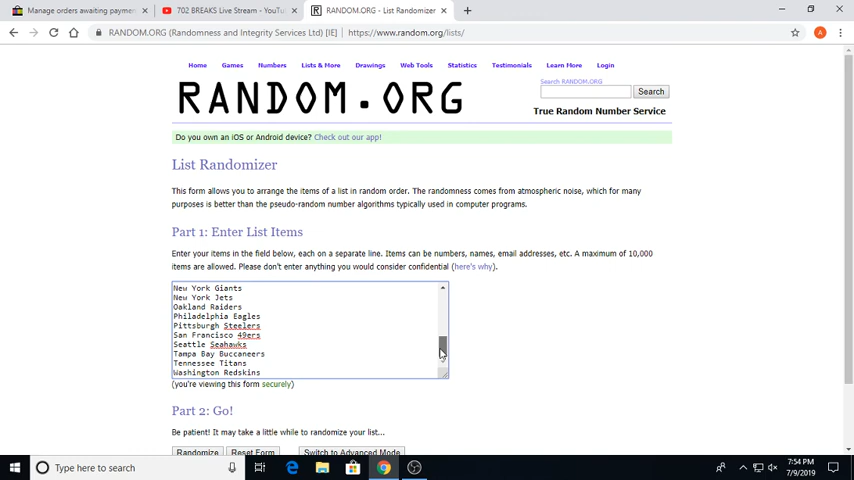 Manage orders awaiting paymen
702 BREAKS Live Stream - YouTu
RANDOM.ORG - List Randomizer
RANDOM.ORG (Randomness and Integrity Services Ltd) [IE] | https://www.random.org/lists/
A
Home Games Numbers Lists & More Drawings Web Tools Statistics Testimonials Learn More Login
RANDOM.ORG
Search RANDOM.ORG
Search
True Random Number Service
Do you own an iOS or Android device? Check out our app!
List Randomizer
This form allows you to arrange the items of a list in random order. The randomness comes from atmospheric noise, which for many
purposes is better than the pseudo-random number algorithms typically used in computer programs.
Part 1: Enter List Items
Enter your items in the field below, each on a separate line. Items can be numbers, names, email addresses, etc. A maximum of 10,000
items are allowed. Please don't enter anything you would consider confidential (here's why).
New York Giants
New York Jets
Oakland Raiders
Philadelphia Eagles
Pittsburgh Steelers
San Francisco 49ers
Seattle Seahawks
Tampa Bay Buccaneers
Tennessee Titans
Washington Redskins
(you're viewing this form securely)
Part 2: Go!
Be patient! It may take a little while to randomize your list...
Randomize Reset Form Switch to Advanced Mode
Type here to search
7:54 PM
7/9/2019